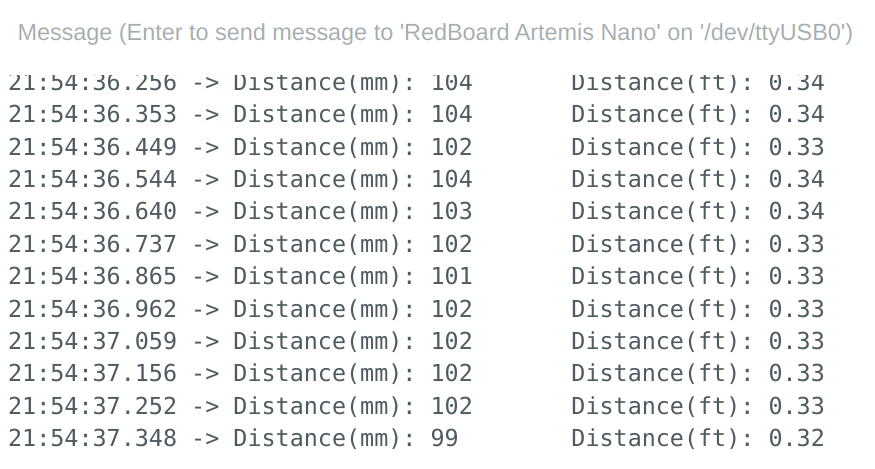 Message (Enter to send message to 'RedBoard Artemis Nano' on '/dev/ttyUSB0')
21:54:36.256 -> Distance(mm): 104 Distance(ft): 0.34
21:54:36.353 -> Distance(mm): 104 Distance(ft): 0.34
21:54:36.449 -> Distance(mm): 102 Distance(ft): 0.33
21:54:36.544 -> Distance(mm): 104 Distance(ft): 0.34
21:54:36.640 -> Distance(mm): 103 Distance(ft): 0.34
21:54:36.737 -> Distance(mm): 102 Distance(ft): 0.33
21:54:36.865 -> Distance(mm): 101 Distance(ft): 0.33
21:54:36.962 -> Distance(mm): 102 Distance(ft): 0.33
21:54:37.059 -> Distance(mm): 102 Distance(ft): 0.33
21:54:37.156 -> Distance(mm): 102 Distance(ft): 0.33
21:54:37.252 -> Distance(mm): 102 Distance(ft): 0.33
21:54:37.348 -> Distance(mm): 99 Distance(ft): 0.32